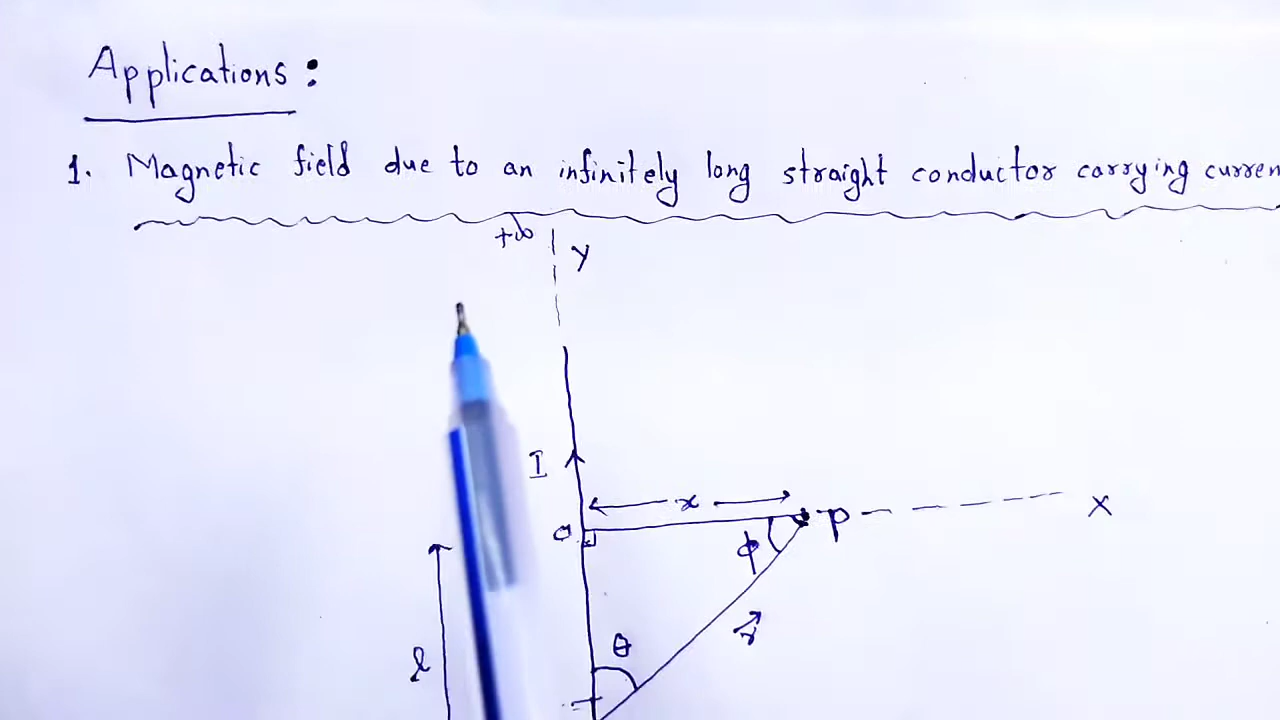 Applications:
1. Magnetic field due to an infinitely long straight conductor carrying curren
+∞
y
I
x
O
P
X
ϕ
r⃗
θ
l